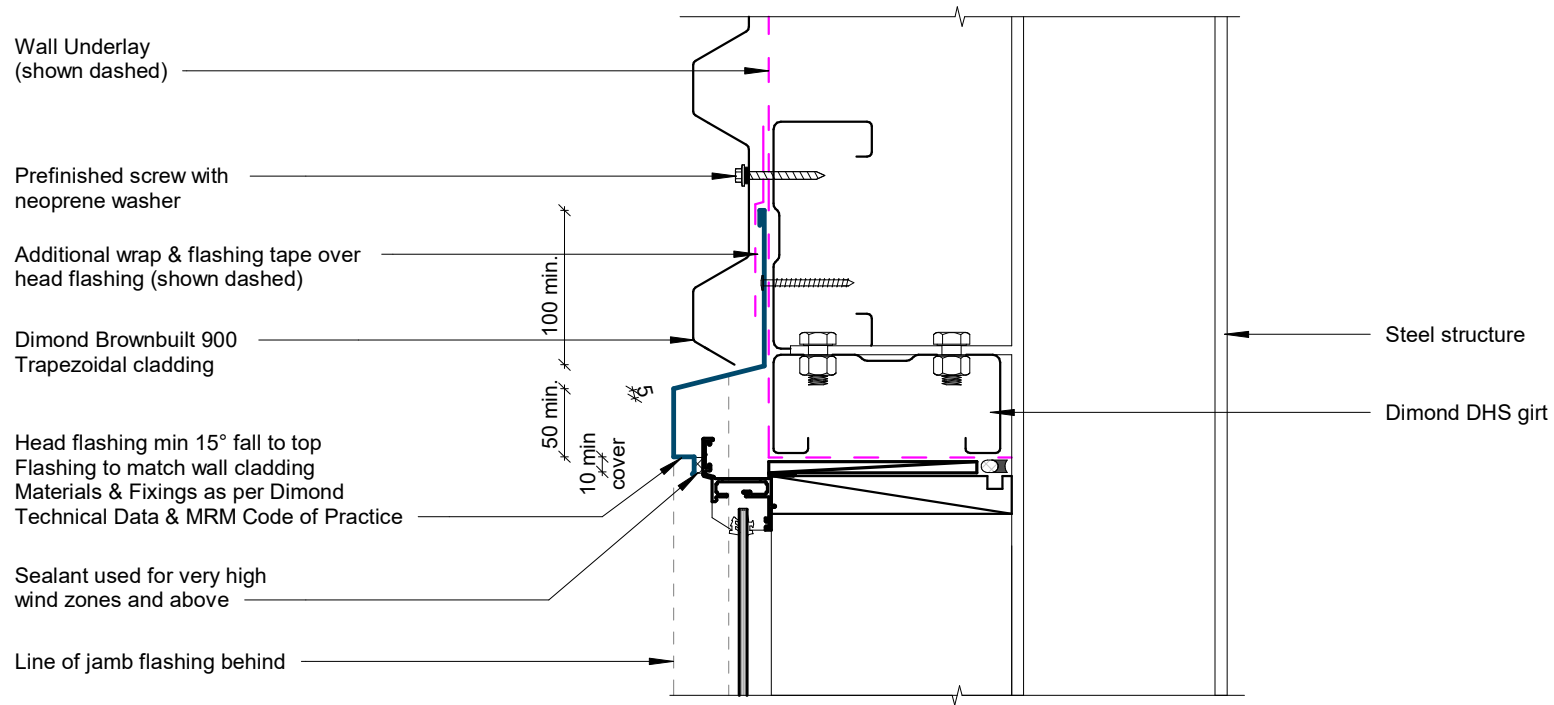 Wall Underlay
(shown dashed)
Prefinished screw with
neoprene washer
Additional wrap & flashing tape over
head flashing (shown dashed)
Dimond Brownbuilt 900
Trapezoidal cladding
Head flashing min 15° fall to top
Flashing to match wall cladding
Materials & Fixings as per Dimond
Technical Data & MRM Code of Practice
Sealant used for very high
wind zones and above
Line of jamb flashing behind
100 min.
50 min.
5
10 min
cover
Steel structure
Dimond DHS girt